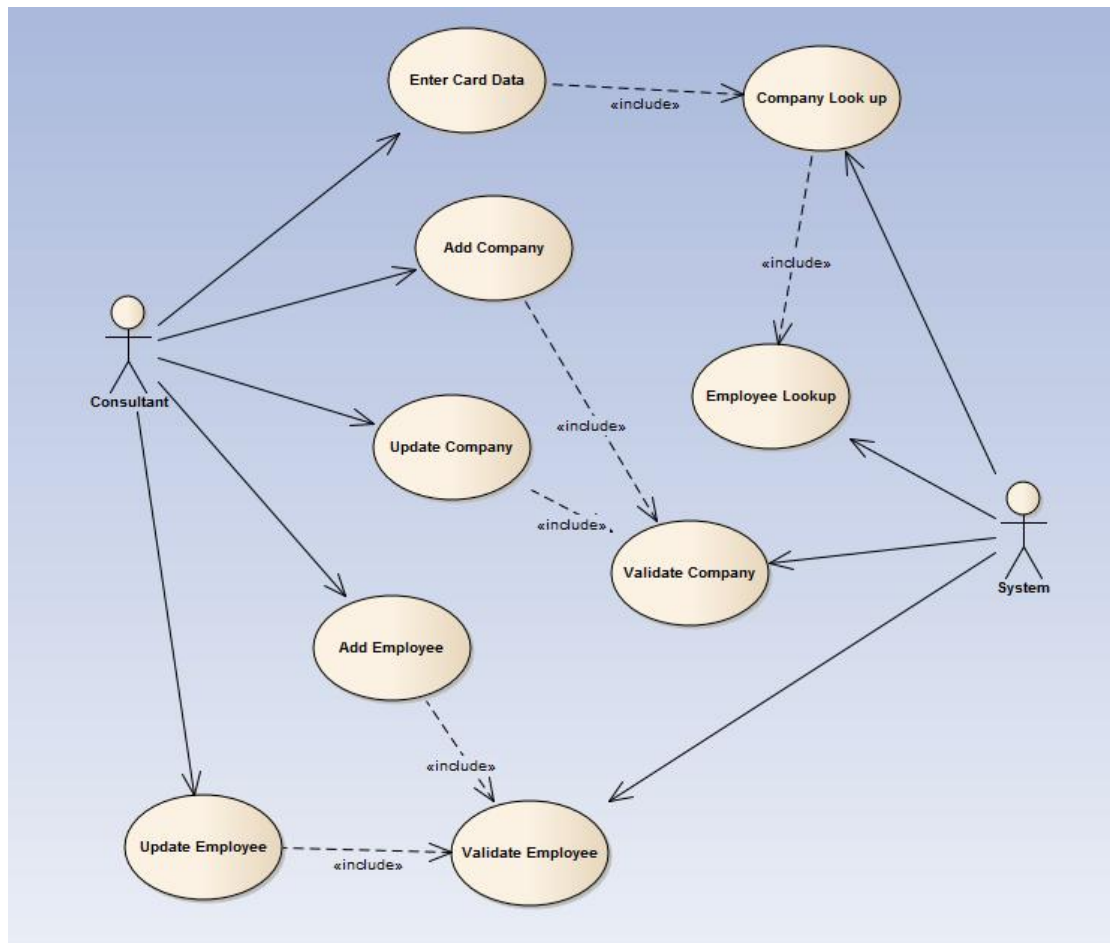 Enter Card Data
«include»
Company Look up
Add Company
«include»
Consultant
Employee Lookup
Update Company
«include»
«include»
Validate Company
System
Add Employee
«include»
Update Employee
«include»
Validate Employee